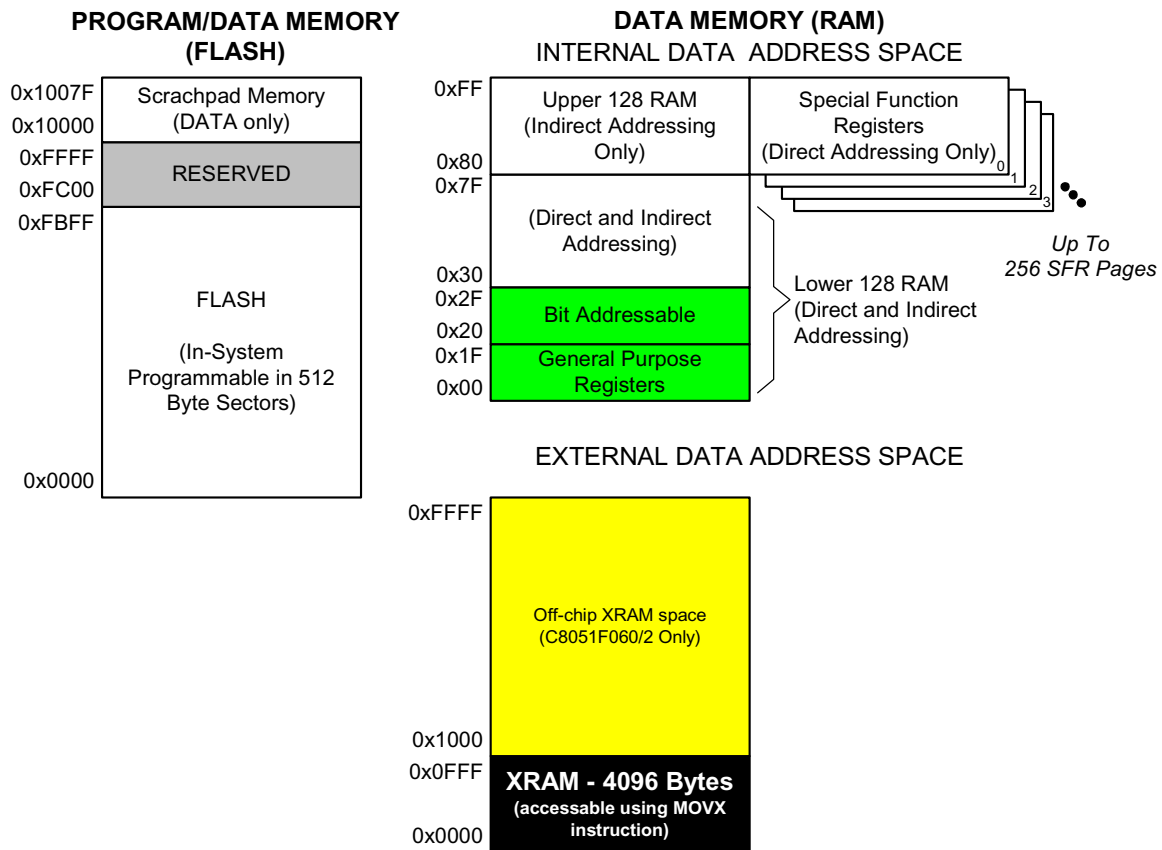 PROGRAM/DATA MEMORY
(FLASH)
0x1007F
Scrachpad Memory
(DATA only)
0x10000
0xFFFF
RESERVED
0xFC00
0xFBFF
FLASH
(In-System
Programmable in 512
Byte Sectors)
0x0000
DATA MEMORY (RAM)
INTERNAL DATA ADDRESS SPACE
0xFF
Upper 128 RAM
(Indirect Addressing
Only)
0x80
Special Function
Registers
(Direct Addressing Only)
0
1
2
3
Up To
256 SFR Pages
0x7F
(Direct and Indirect
Addressing)
0x30
0x2F
Bit Addressable
0x20
0x1F
General Purpose
Registers
0x00
Lower 128 RAM
(Direct and Indirect
Addressing)
EXTERNAL DATA ADDRESS SPACE
0xFFFF
Off-chip XRAM space
(C8051F060/2 Only)
0x1000
0x0FFF
XRAM - 4096 Bytes
(accessable using MOVX
instruction)
0x0000